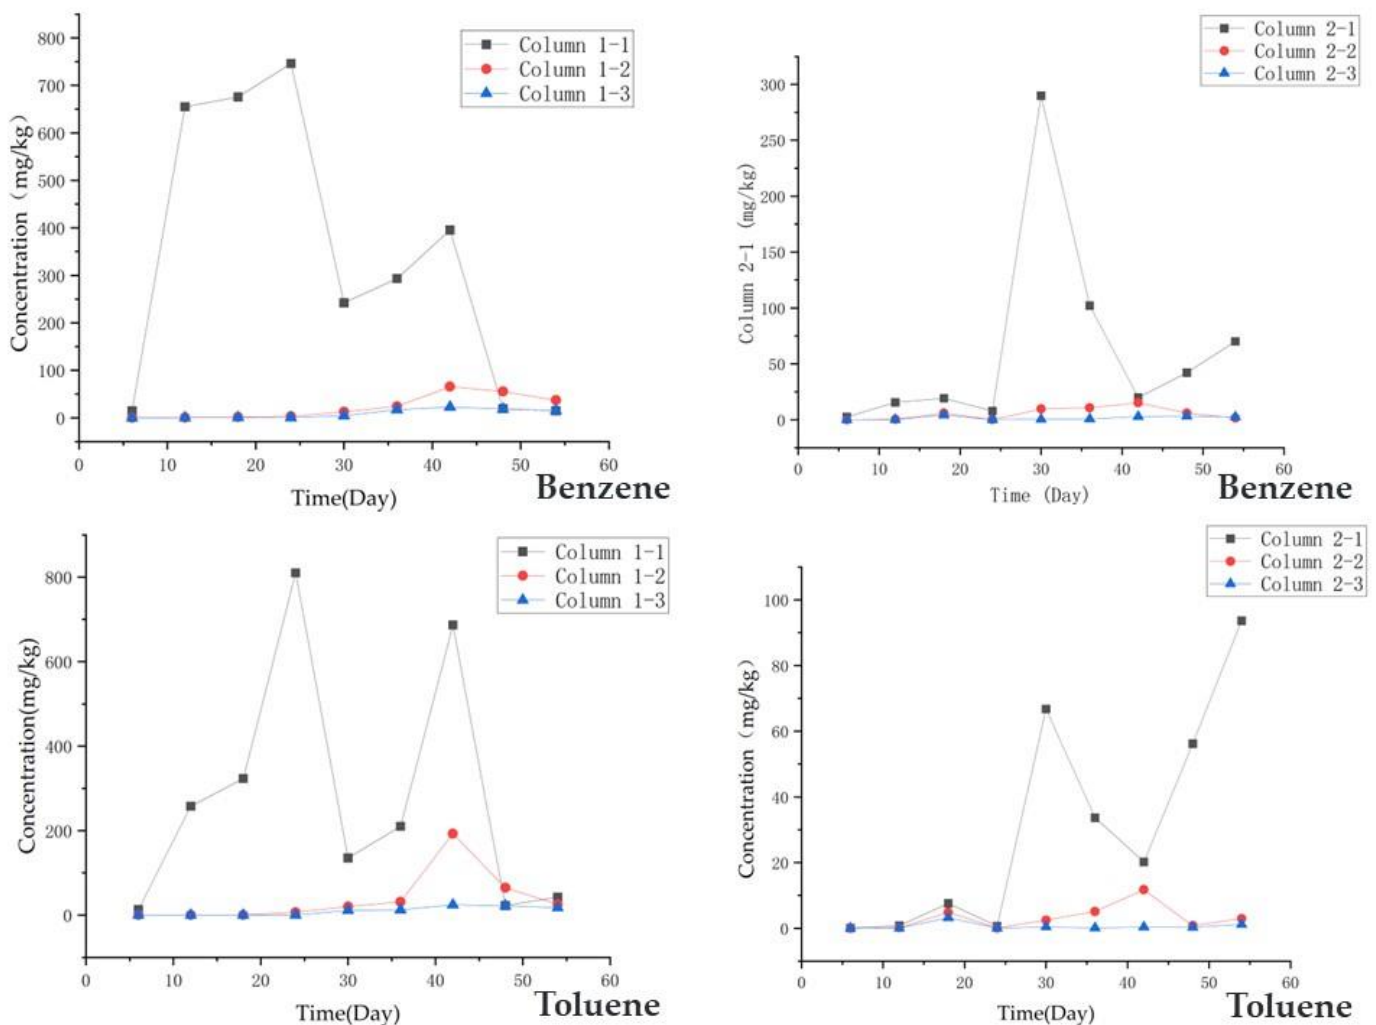 Column 1-1
Column 1-2
Column 1-3
Concentration（mg/kg）
800
700
600
500
400
300
200
100
0
0 10 20 30 40 50 60
Time(Day)
Benzene
Column 2-1
Column 2-2
Column 2-3
Column 2-1 (mg/kg)
300
250
200
150
100
50
0
0 10 20 30 40 50 60
Time (Day)
Benzene
Column 1-1
Column 1-2
Column 1-3
Concentration(mg/kg)
800
600
400
200
0
0 10 20 30 40 50 60
Time(Day)
Toluene
Column 2-1
Column 2-2
Column 2-3
Concentration（mg/kg）
100
80
60
40
20
0
0 10 20 30 40 50 60
Time(Day)
Toluene